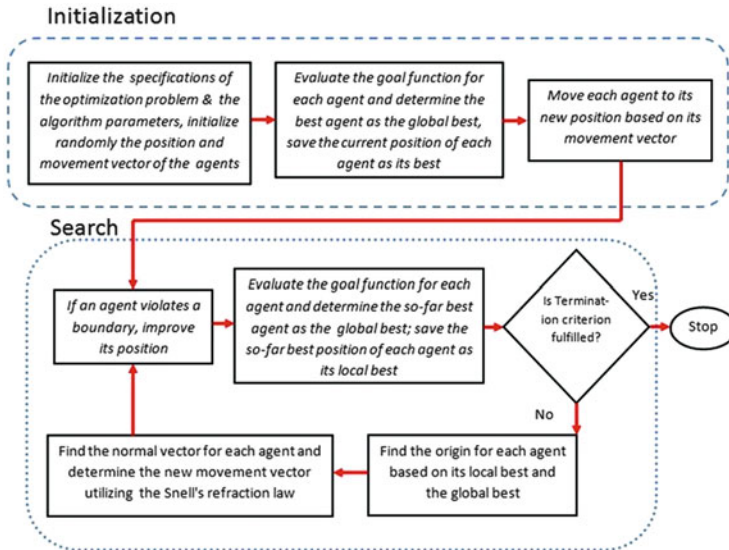 Initialization
Initialize the specifications of
the optimization problem & the
algorithm parameters, initialize
randomly the position and
movement vector of the agents
Evaluate the goal function for
each agent and determine the
best agent as the global best,
save the current position of each
agent as its best
Move each agent to its
new position based on its
movement vector
Search
If an agent violates a
boundary, improve
its position
Evaluate the goal function for each
agent and determine the so-far best
agent as the global best; save the
so-far best position of each agent as
its local best
Is Terminat-
ion criterion
fulfilled?
Yes
Stop
No
Find the origin for each agent
based on its local best and
the global best
Find the normal vector for each agent and
determine the new movement vector
utilizing the Snell's refraction law